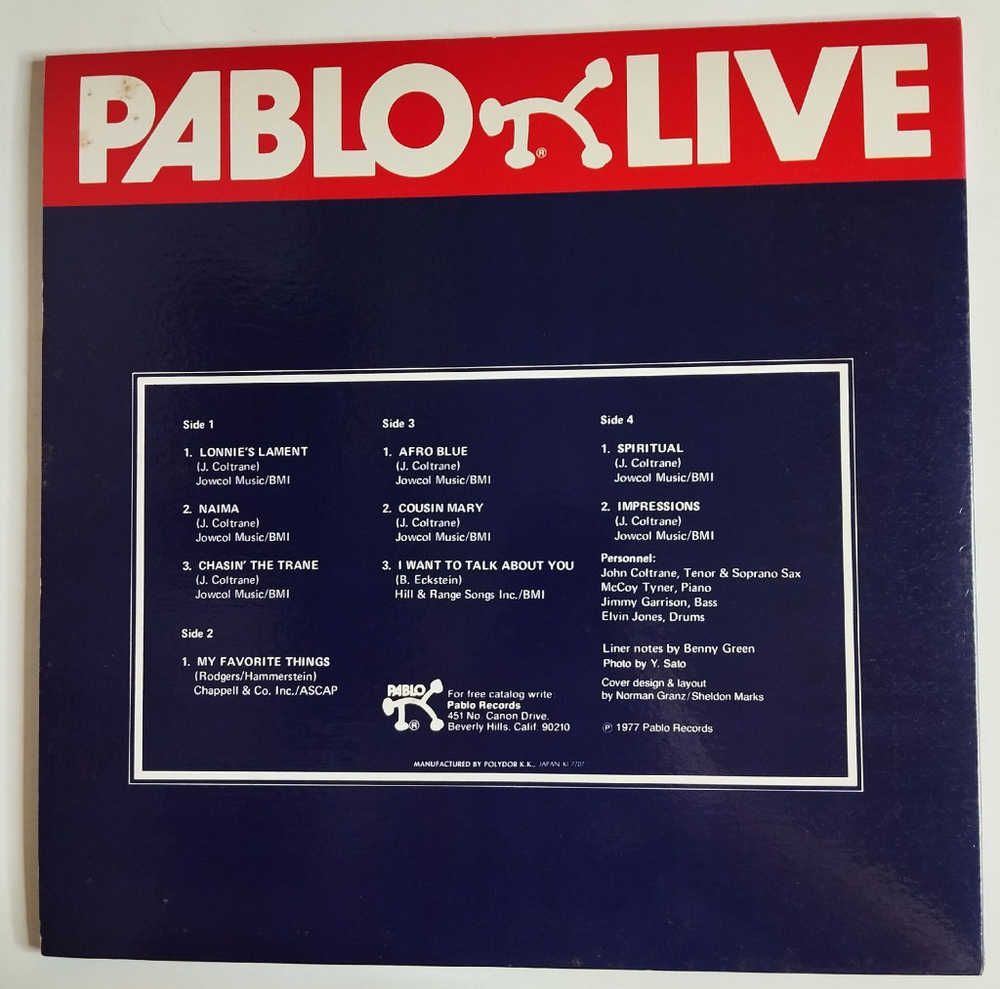 PABLO LIVE
®
Side 1
1. LONNIE'S LAMENT
(J. Coltrane)
Jowcol Music/BMI
2. NAIMA
(J. Coltrane)
Jowcol Music/BMI
3. CHASIN' THE TRANE
(J. Coltrane)
Jowcol Music/BMI
Side 2
1. MY FAVORITE THINGS
(Rodgers/Hammerstein)
Chappell & Co. Inc./ASCAP
Side 3
1. AFRO BLUE
(J. Coltrane)
Jowcol Music/BMI
2. COUSIN MARY
(J. Coltrane)
Jowcol Music/BMI
3. I WANT TO TALK ABOUT YOU
(B. Eckstein)
Hill & Range Songs Inc./BMI
PABLO
®
For free catalog write
Pablo Records
451 No. Canon Drive,
Beverly Hills. Calif. 90210
Side 4
1. SPIRITUAL
(J. Coltrane)
Jowcol Music/BMI
2. IMPRESSIONS
(J. Coltrane)
Jowcol Music/BMI
Personnel:
John Coltrane, Tenor & Soprano Sax
McCoy Tyner, Piano
Jimmy Garrison, Bass
Elvin Jones, Drums
Liner notes by Benny Green
Photo by Y. Sato
Cover design & layout
by Norman Granz/Sheldon Marks
℗ 1977 Pablo Records
MANUFACTURED BY POLYDOR K.K., JAPAN KI 7707